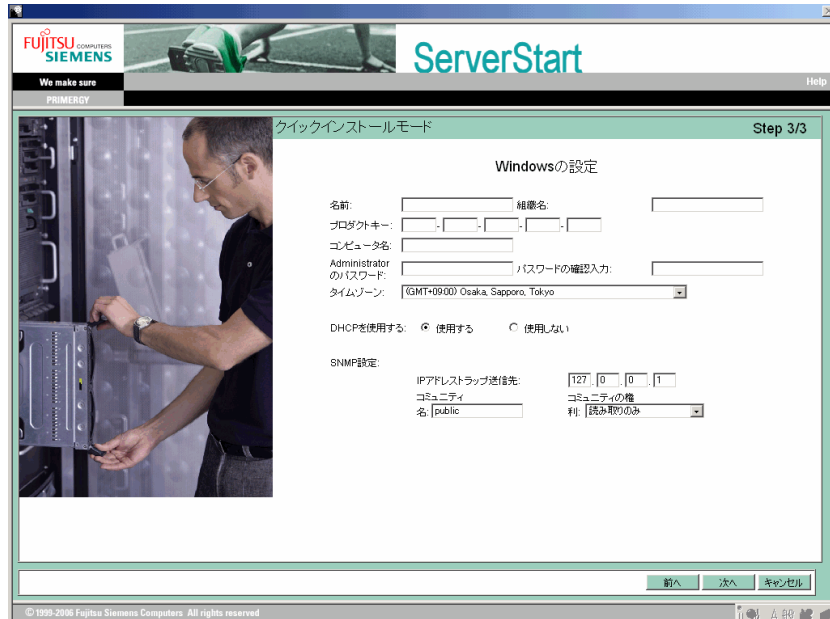 FUJITSU COMPUTERS
SIEMENS
ServerStart
We make sure
Help
PRIMERGY
クイックインストールモード Step 3/3
Windowsの設定
名前: 組織名:
プロダクトキー: - - - -
コンピュータ名:
Administrator
のパスワード: パスワードの確認入力:
タイムゾーン: (GMT+09:00) Osaka, Sapporo, Tokyo
DHCPを使用する: 使用する 使用しない
SNMP設定:
IPアドレストラップ送信先: 127 . 0 . 0 . 1
コミュニティ コミュニティの権
名: public 利: 読み取りのみ
前へ 次へ キャンセル
© 1999-2006 Fujitsu Siemens Computers All rights reserved
A 般